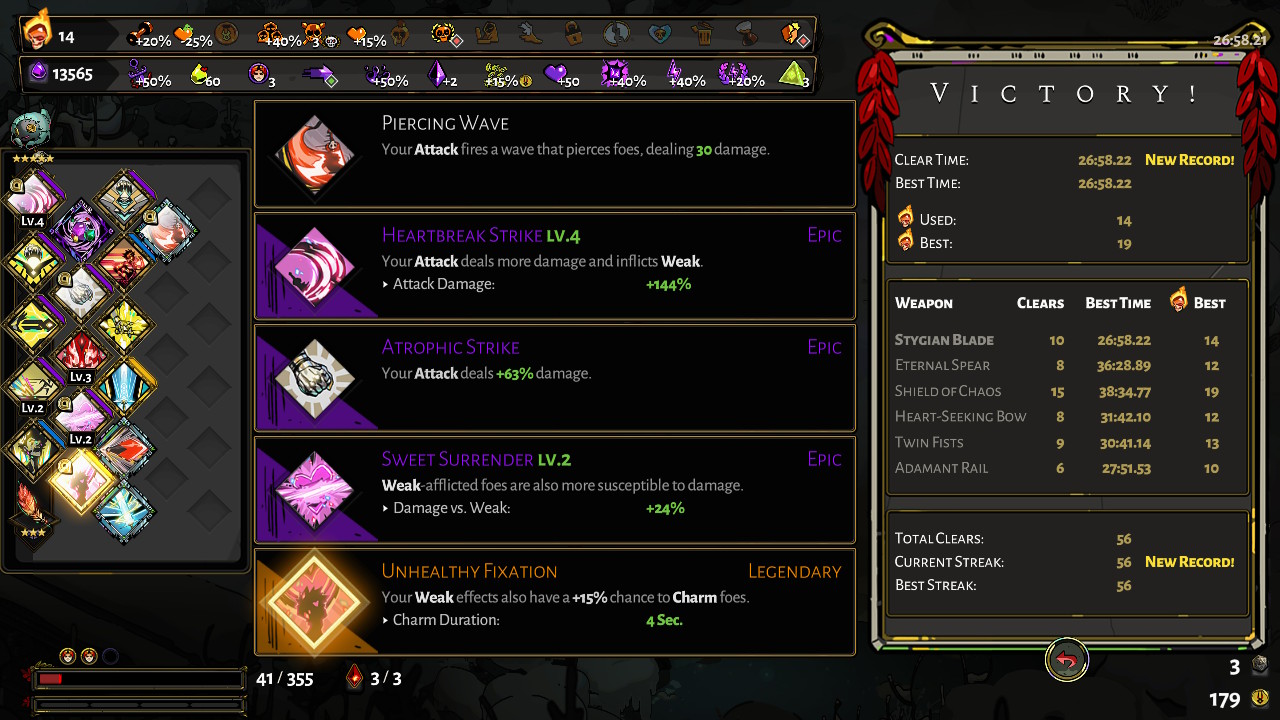 14
+20%
-25%
+40%
3
+15%
13565
+50%
60
3
+50%
+2
+15%
+50
+40%
+40%
+20%
3
26:58.21
Lv.4
Lv.3
Lv.2
Lv.2
PIERCING WAVE
Your Attack fires a wave that pierces foes, dealing 30 damage.
HEARTBREAK STRIKE LV.4 EPIC
Your Attack deals more damage and inflicts Weak.
Attack Damage: +144%
ATROPHIC STRIKE EPIC
Your Attack deals +63% damage.
SWEET SURRENDER LV.2 EPIC
Weak-afflicted foes are also more susceptible to damage.
Damage vs. Weak: +24%
UNHEALTHY FIXATION LEGENDARY
Your Weak effects also have a +15% chance to Charm foes.
Charm Duration: 4 Sec.
41 / 355
3 / 3
VICTORY!
CLEAR TIME: 26:58.22 NEW RECORD!
BEST TIME: 26:58.22
USED: 14
BEST: 19
WEAPON CLEARS BEST TIME BEST
STYGIAN BLADE 10 26:58.22 14
ETERNAL SPEAR 8 36:28.89 12
SHIELD OF CHAOS 15 38:34.77 19
HEART-SEEKING BOW 8 31:42.10 12
TWIN FISTS 9 30:41.14 13
ADAMANT RAIL 6 27:51.53 10
TOTAL CLEARS: 56
CURRENT STREAK: 56 NEW RECORD!
BEST STREAK: 56
3
179